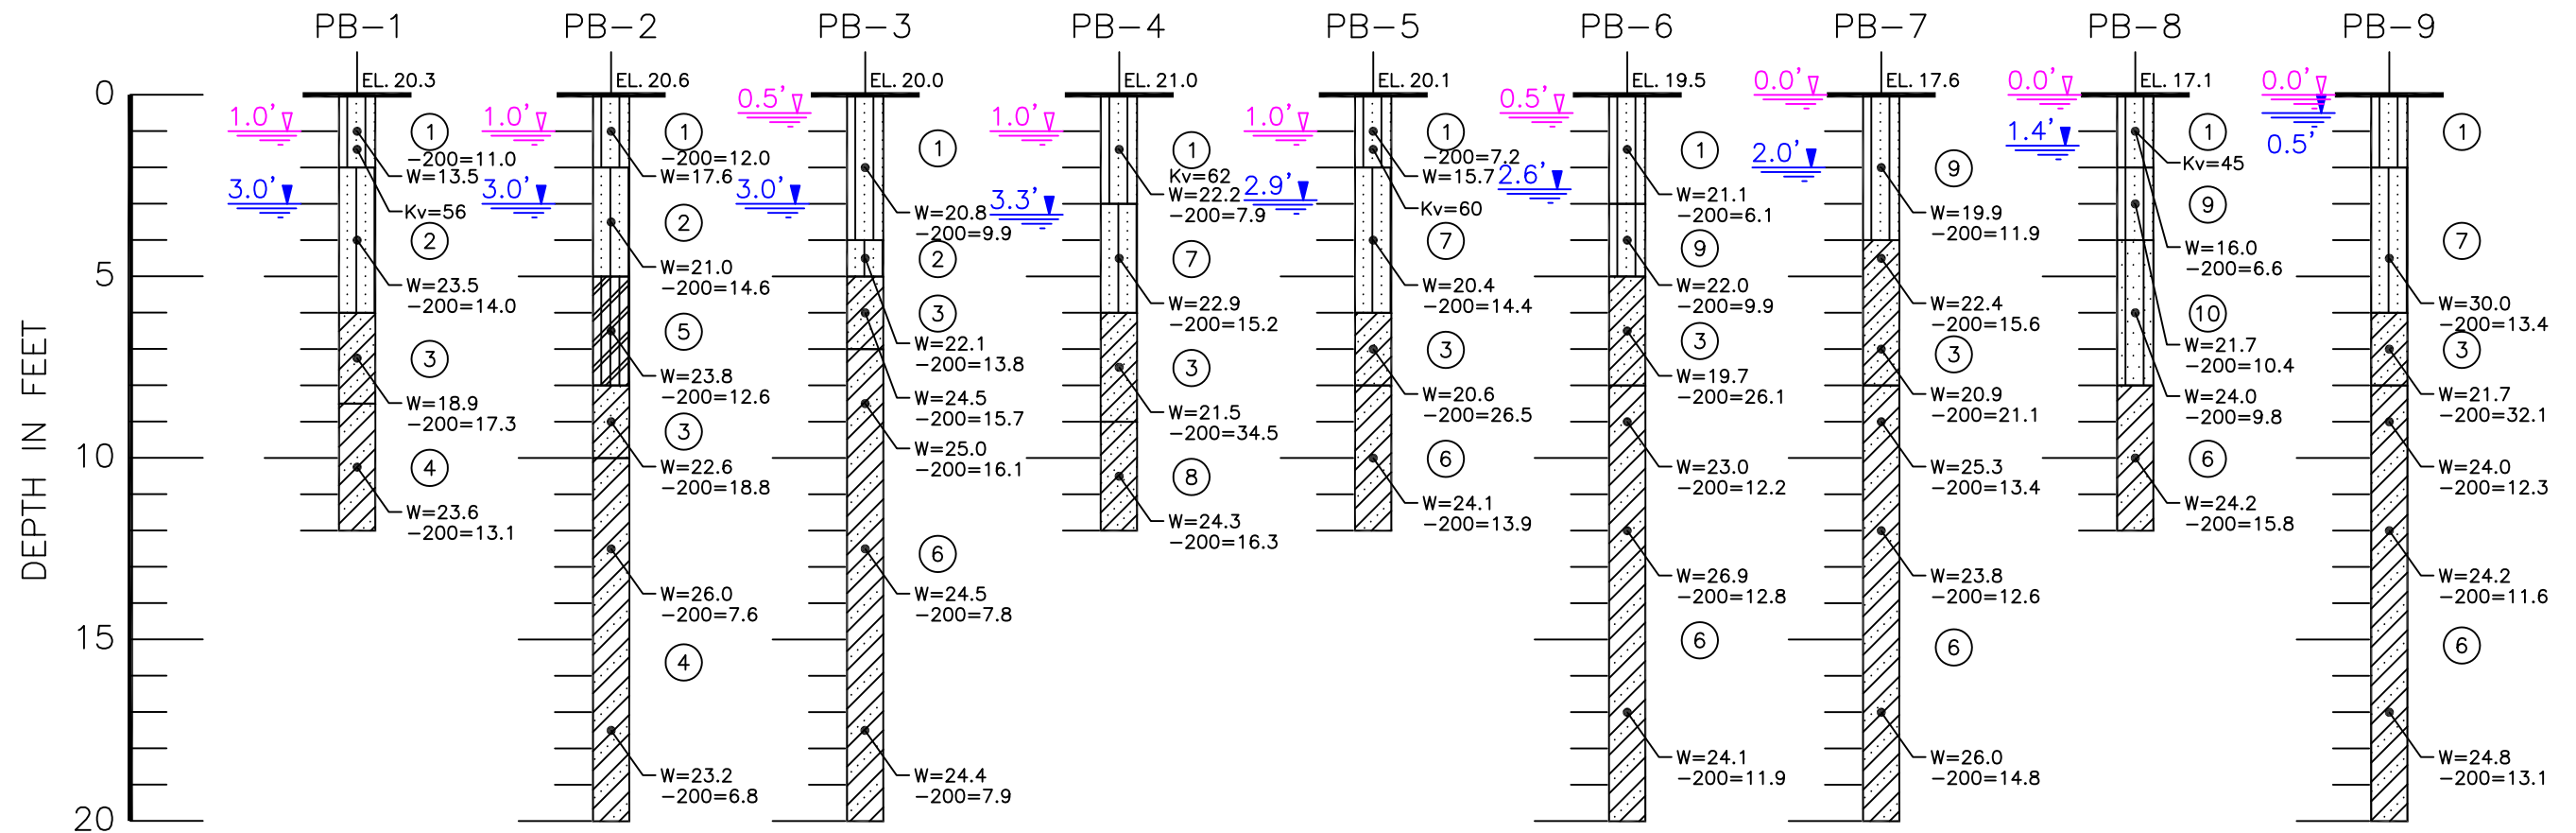 PB-1 PB-2 PB-3 PB-4 PB-5 PB-6 PB-7 PB-8 PB-9
DEPTH IN FEET
0
5
10
15
20
EL. 20.3
1.0'
3.0'
1
-200=11.0
W=13.5
Kv=56
2
W=23.5
-200=14.0
3
W=18.9
-200=17.3
4
W=23.6
-200=13.1
EL. 20.6
1.0'
3.0'
1
-200=12.0
W=17.6
2
W=21.0
-200=14.6
5
W=23.8
-200=12.6
3
W=22.6
-200=18.8
W=26.0
-200=7.6
4
W=23.2
-200=6.8
EL. 20.0
0.5'
3.0'
1
W=20.8
-200=9.9
2
3
W=22.1
-200=13.8
W=24.5
-200=15.7
W=25.0
-200=16.1
6
W=24.5
-200=7.8
W=24.4
-200=7.9
EL. 21.0
1.0'
3.3'
1
Kv=62
W=22.2
-200=7.9
7
W=22.9
-200=15.2
3
W=21.5
-200=34.5
8
W=24.3
-200=16.3
EL. 20.1
1.0'
2.9'
1
-200=7.2
W=15.7
Kv=60
7
W=20.4
-200=14.4
3
W=20.6
-200=26.5
6
W=24.1
-200=13.9
EL. 19.5
0.5'
2.6'
1
W=21.1
-200=6.1
9
W=22.0
-200=9.9
3
W=19.7
-200=26.1
W=23.0
-200=12.2
W=26.9
-200=12.8
6
W=24.1
-200=11.9
EL. 17.6
0.0'
2.0'
9
W=19.9
-200=11.9
W=22.4
-200=15.6
3
W=20.9
-200=21.1
W=25.3
-200=13.4
W=23.8
-200=12.6
6
W=26.0
-200=14.8
EL. 17.1
0.0'
1.4'
1
Kv=45
9
W=16.0
-200=6.6
10
W=21.7
-200=10.4
W=24.0
-200=9.8
6
W=24.2
-200=15.8
0.0'
0.5'
1
7
W=30.0
-200=13.4
3
W=21.7
-200=32.1
W=24.0
-200=12.3
W=24.2
-200=11.6
6
W=24.8
-200=13.1